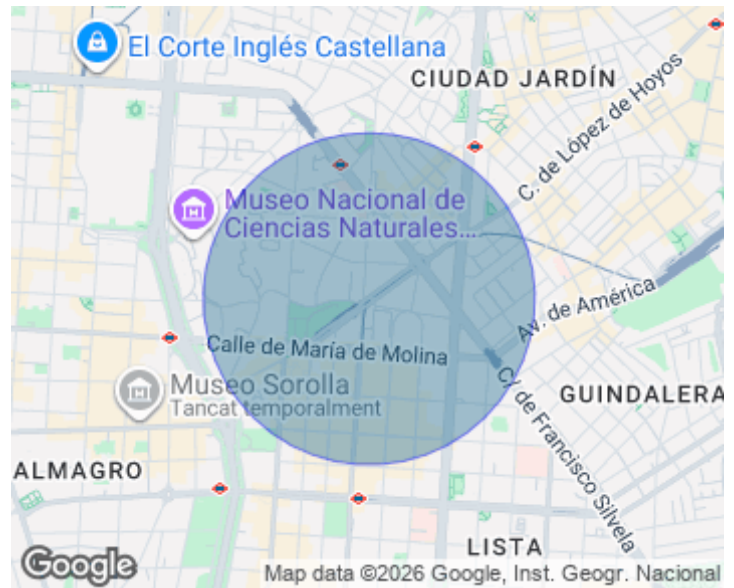 El Corte Inglés Castellana
CIUDAD JARDÍN
C. de López de Hoyos
Museo Nacional de
Ciencias Naturales....
Av. de América
Calle de María de Molina
Museo Sorolla
Tancat temporalment
C/ de Francisco Silvela
GUINDALERA
ALMAGRO
LISTA
Google
Map data ©2026 Google, Inst. Geogr. Nacional